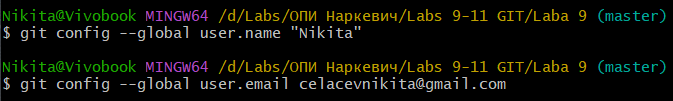 Nikita@Vivobook MINGW64 /d/Labs/ОПИ Наркевич/Labs 9-11 GIT/Laba 9 (master)
$ git config --global user.name "Nikita"
Nikita@Vivobook MINGW64 /d/Labs/ОПИ Наркевич/Labs 9-11 GIT/Laba 9 (master)
$ git config --global user.email celacevnikita@gmail.com